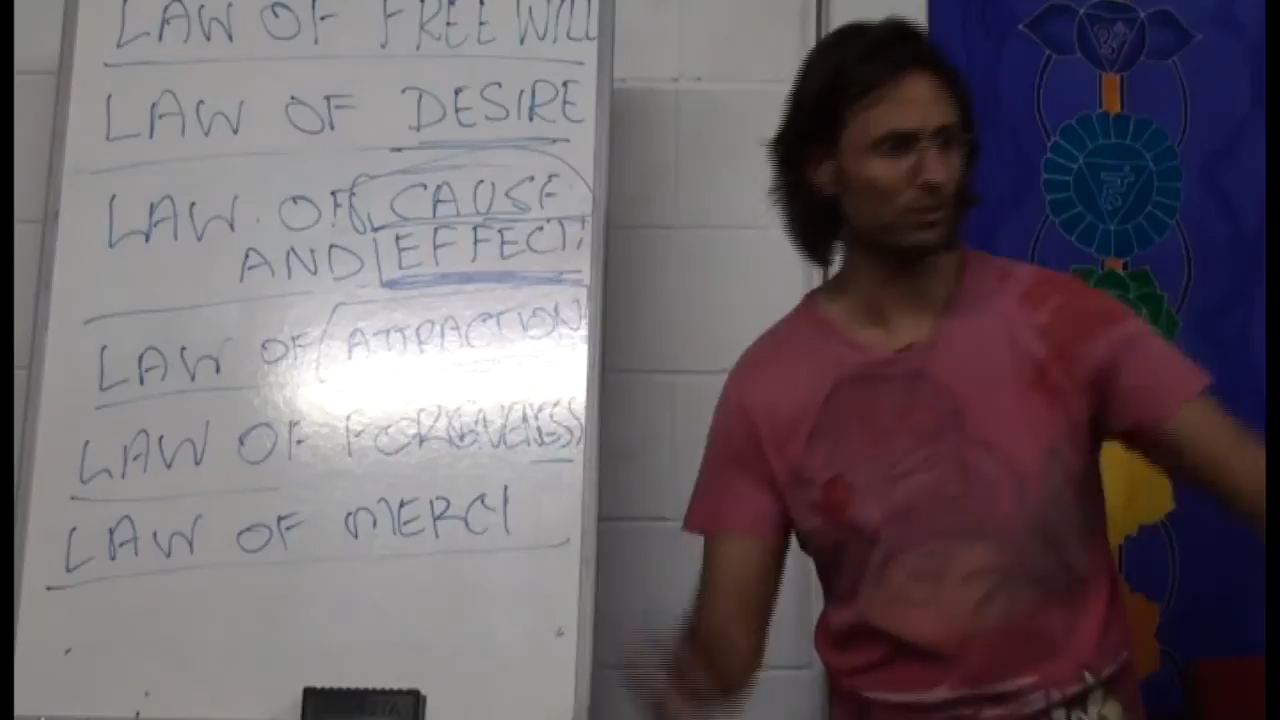 LAW OF FREE WILL
LAW OF DESIRE
LAW OF CAUSE
AND EFFECT
LAW OF ATTRACTION
LAW OF FORGIVENESS
LAW OF MERCI